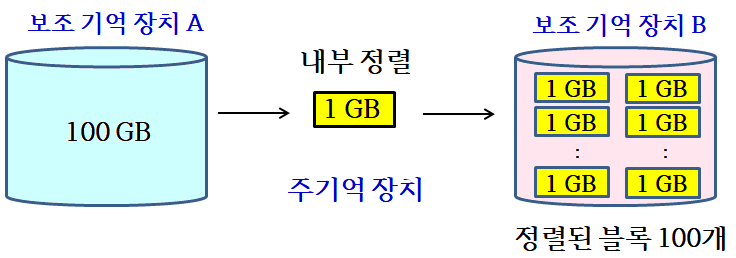 보조 기억 장치 A
100 GB
내부 정렬
1 GB
주기억 장치
보조 기억 장치 B
1 GB 1 GB
1 GB 1 GB
: :
1 GB 1 GB
정렬된 블록 100개